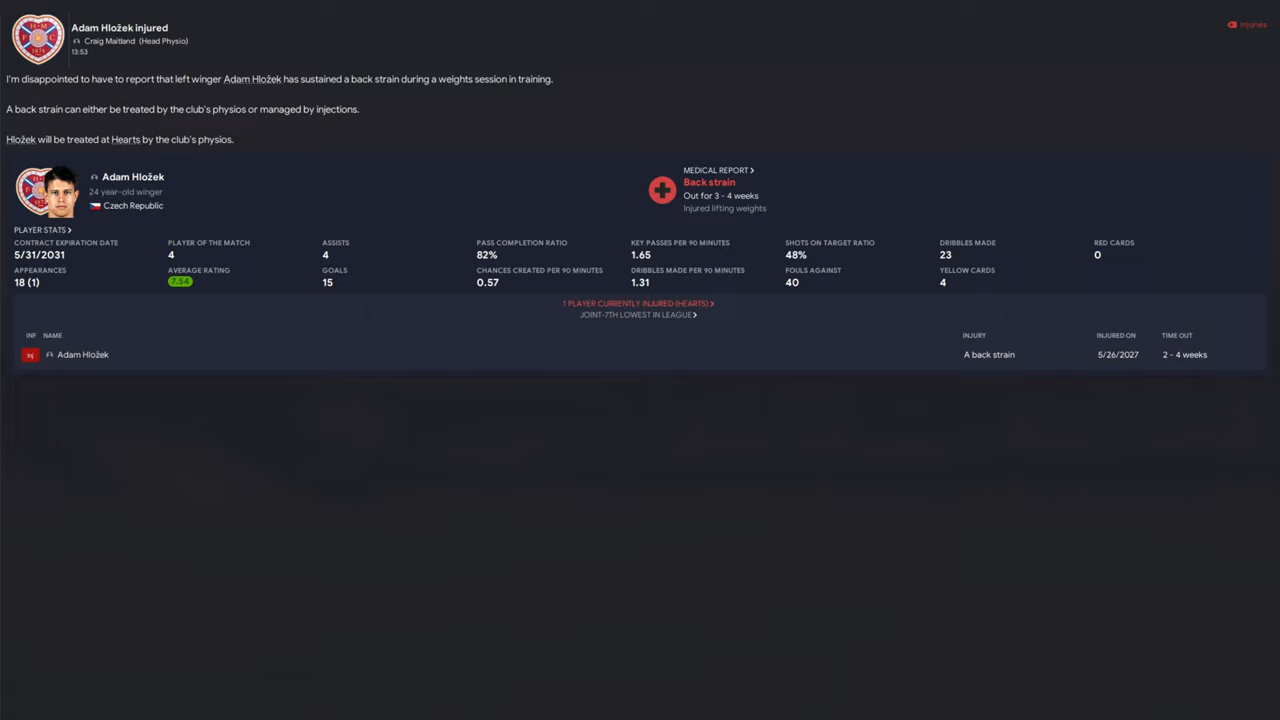 Adam Hložek injured
Craig Maitland (Head Physio)
13:53
Injuries
I'm disappointed to have to report that left winger Adam Hložek has sustained a back strain during a weights session in training.
A back strain can either be treated by the club's physios or managed by injections.
Hložek will be treated at Hearts by the club's physios.
Adam Hložek
24 year-old winger
Czech Republic
MEDICAL REPORT
Back strain
Out for 3 - 4 weeks
Injured lifting weights
PLAYER STATS
CONTRACT EXPIRATION DATE PLAYER OF THE MATCH ASSISTS PASS COMPLETION RATIO KEY PASSES PER 90 MINUTES SHOTS ON TARGET RATIO DRIBBLES MADE RED CARDS
5/31/2031 4 4 82% 1.65 48% 23 0
APPEARANCES AVERAGE RATING GOALS CHANCES CREATED PER 90 MINUTES DRIBBLES MADE PER 90 MINUTES FOULS AGAINST YELLOW CARDS
18 (1) 7.54 15 0.57 1.31 40 4
1 PLAYER CURRENTLY INJURED (HEARTS)
JOINT-7TH LOWEST IN LEAGUE
INF NAME INJURY INJURED ON TIME OUT
Inj Adam Hložek A back strain 5/26/2027 2 - 4 weeks